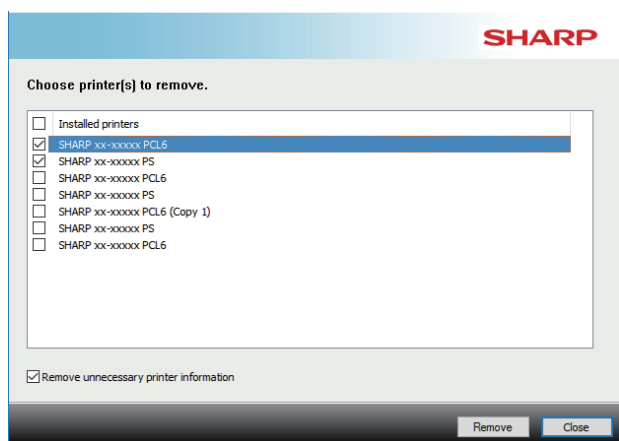 SHARP
Choose printer(s) to remove.
Installed printers
SHARP xx-xxxxx PCL6
SHARP xx-xxxxx PS
SHARP xx-xxxxx PCL6
SHARP xx-xxxxx PS
SHARP xx-xxxxx PCL6 (Copy 1)
SHARP xx-xxxxx PS
SHARP xx-xxxxx PCL6
Remove unnecessary printer information
Remove Close